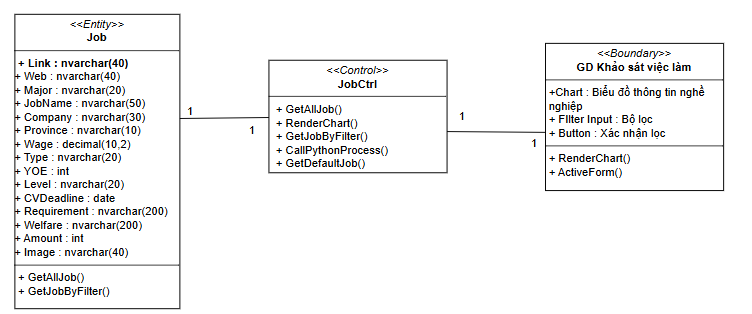 <<Entity>>
Job
+ Link : nvarchar(40)
+ Web : nvarchar(40)
+ Major : nvarchar(20)
+ JobName : nvarchar(50)
+ Company : nvarchar(30)
+ Province : nvarchar(10)
+ Wage : decimal(10,2)
+ Type : nvarchar(20)
+ YOE : int
+ Level : nvarchar(20)
+ CVDeadline : date
+ Requirement : nvarchar(200)
+ Welfare : nvarchar(200)
+ Amount : int
+ Image : nvarchar(40)
+ GetAllJob()
+ GetJobByFilter()
1
1
<<Control>>
JobCtrl
+ GetAllJob()
+ RenderChart()
+ GetJobByFilter()
+ CallPythonProcess()
+ GetDefaultJob()
1
1
<<Boundary>>
GD Khảo sát việc làm
+Chart : Biểu đồ thông tin nghề
nghiệp
+ FIlter Input : Bộ lọc
+ Button : Xác nhận lọc
+ RenderChart()
+ ActiveForm()